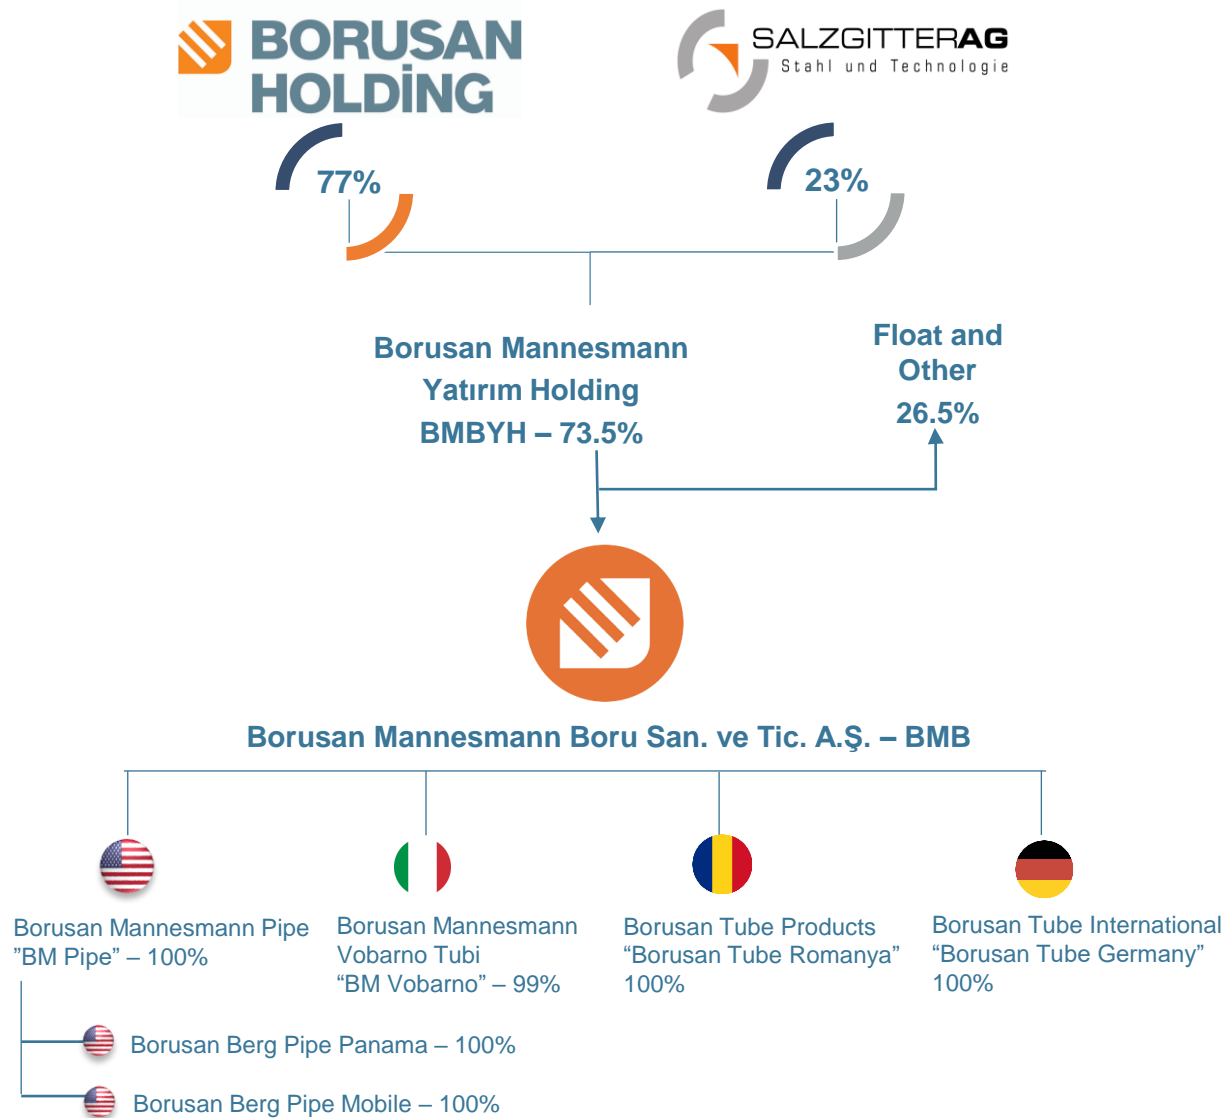 BORUSAN
HOLDİNG
SALZGITTERAG
Stahl und Technologie
77%
23%
Borusan Mannesmann
Yatırım Holding
BMBYH – 73.5%
Float and
Other
26.5%
Borusan Mannesmann Boru San. ve Tic. A.Ş. – BMB
Borusan Mannesmann Pipe
"BM Pipe" – 100%
Borusan Mannesmann
Vobarno Tubi
“BM Vobarno” – 99%
Borusan Tube Products
“Borusan Tube Romanya”
100%
Borusan Tube International
“Borusan Tube Germany”
100%
Borusan Berg Pipe Panama – 100%
Borusan Berg Pipe Mobile – 100%